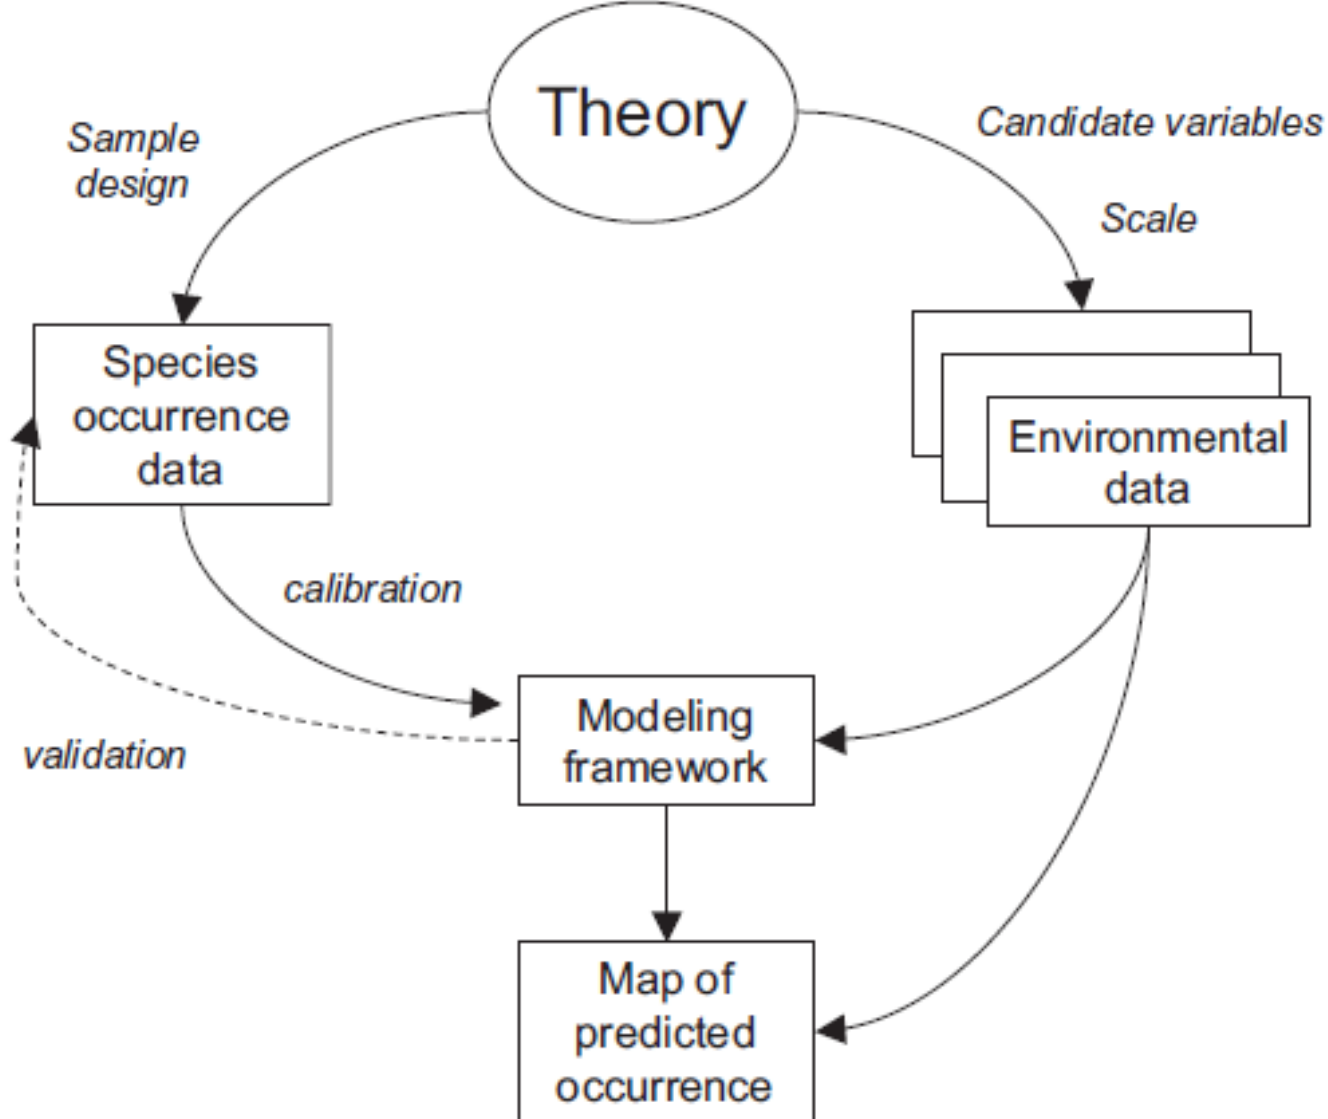 Theory
Sample
design
Candidate variables
Scale
Species
occurrence
data
Environmental
data
calibration
Modeling
framework
validation
Map of
predicted
occurrence